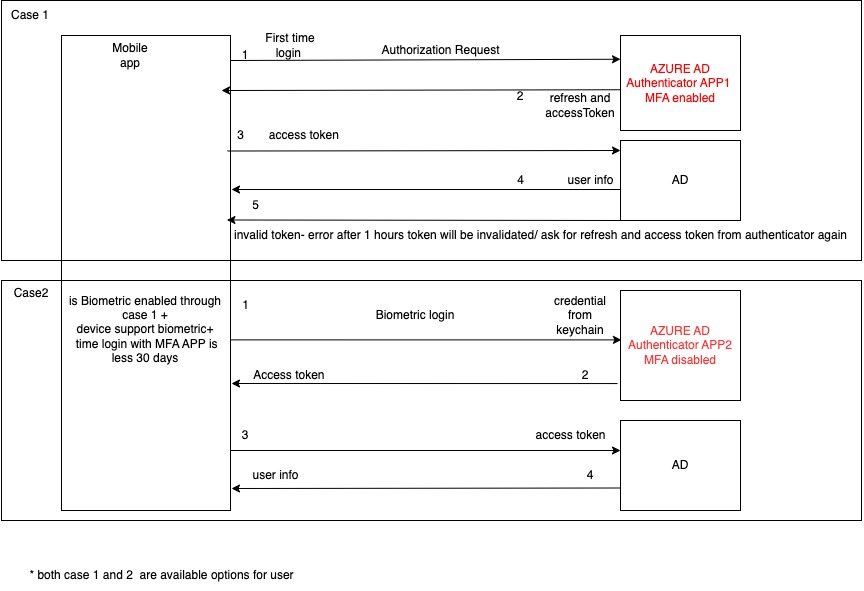 Case 1
Mobile
app
1
First time
login
Authorization Request
AZURE AD
Authenticator APP1
MFA enabled
2
refresh and
accessToken
3
access token
4
user info
AD
5
invalid token- error after 1 hours token will be invalidated/ ask for refresh and access token from authenticator again
Case2
is Biometric enabled through
case 1 +
device support biometric+
time login with MFA APP is
less 30 days
1
Biometric login
credential
from
keychain
AZURE AD
Authenticator APP2
MFA disabled
Access token
2
3
access token
user info
4
AD
* both case 1 and 2 are available options for user